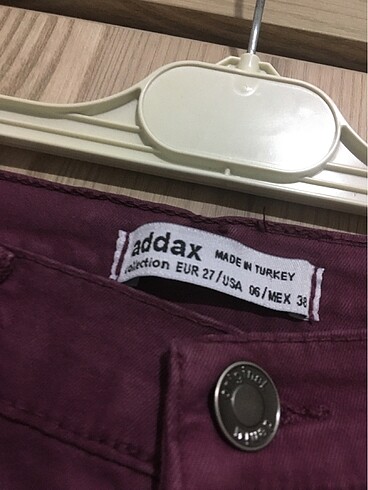 addax MADE IN TURKEY
collection EUR 27/USA 06/MEX 38